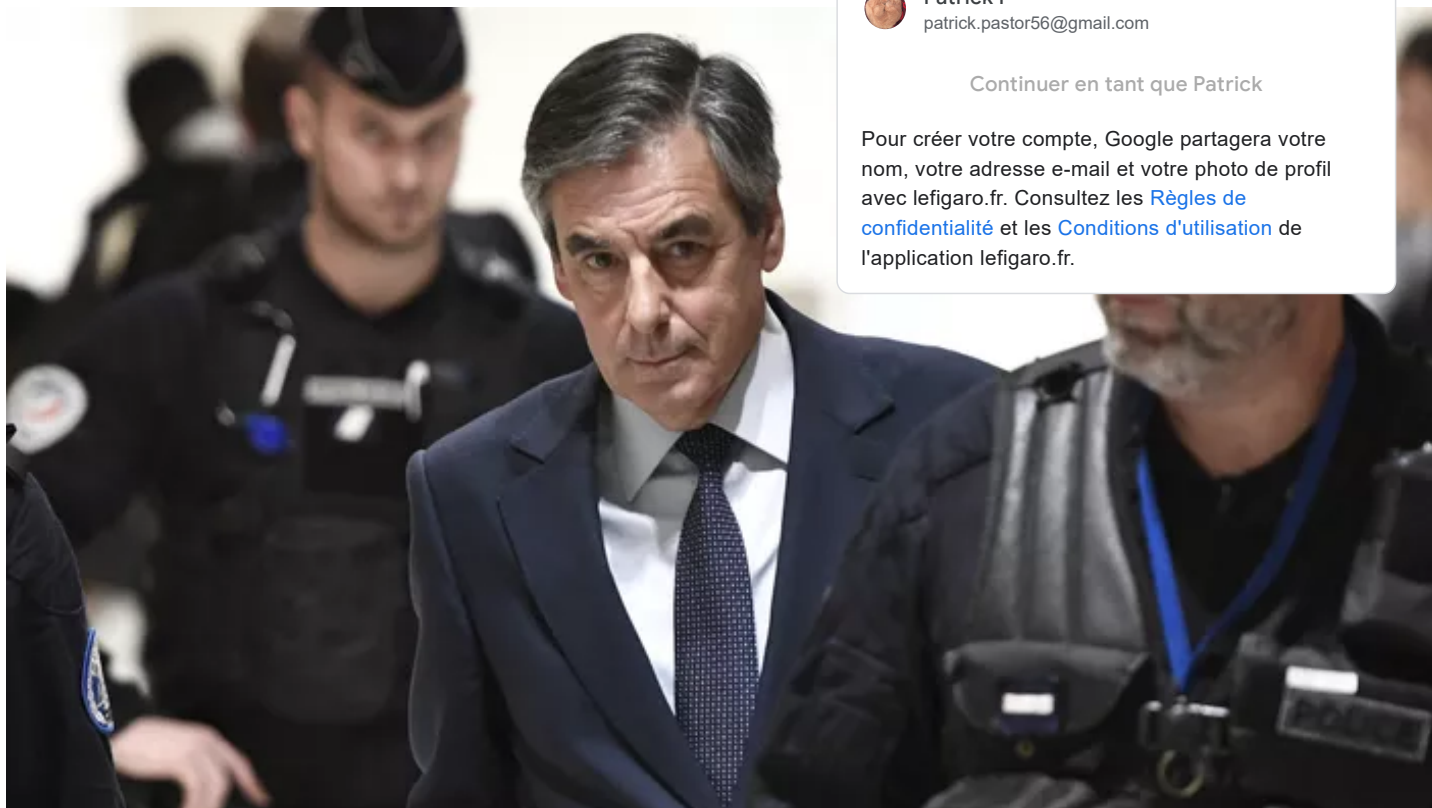 patrick.pastor56@gmail.com
Continuer en tant que Patrick
Pour créer votre compte, Google partagera votre
nom, votre adresse e-mail et votre photo de profil
avec lefigaro.fr. Consultez les Règles de
confidentialité et les Conditions d'utilisation de
l'application lefigaro.fr.
POLICE